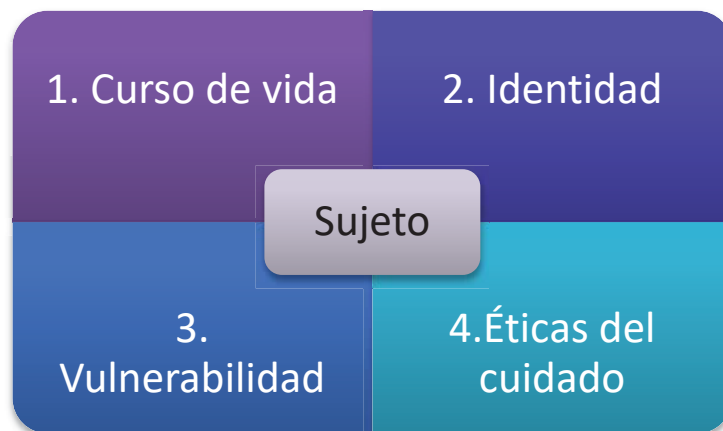 1. Curso de vida
2. Identidad
Sujeto
3.
Vulnerabilidad
4.Éticas del
cuidado